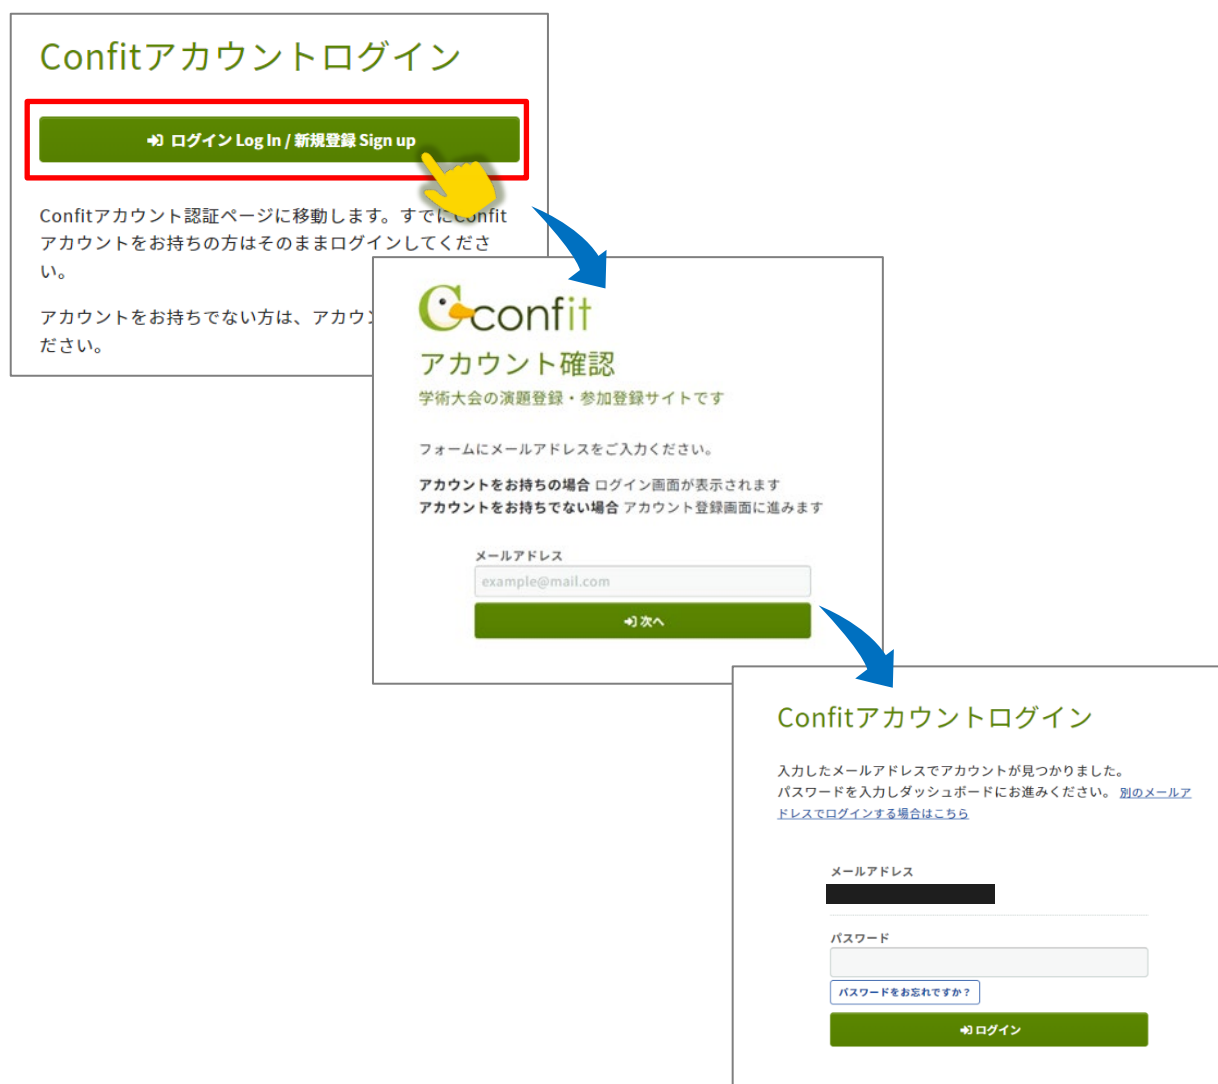 Confitアカウントログイン
ログイン Log In / 新規登録 Sign up
Confitアカウント認証ページに移動します。すでにConfit
アカウントをお持ちの方はそのままログインしてくださ
い。
アカウントをお持ちでない方は、アカウン
ださい。
confit
アカウント確認
学術大会の演題登録・参加登録サイトです
フォームにメールアドレスをご入力ください。
アカウントをお持ちの場合 ログイン画面が表示されます
アカウントをお持ちでない場合 アカウント登録画面に進みます
メールアドレス
example@mail.com
次へ
Confitアカウントログイン
入力したメールアドレスでアカウントが見つかりました。
パスワードを入力しダッシュボードにお進みください。 別のメールア
ドレスでログインする場合はこちら
メールアドレス
パスワード
パスワードをお忘れですか？
ログイン